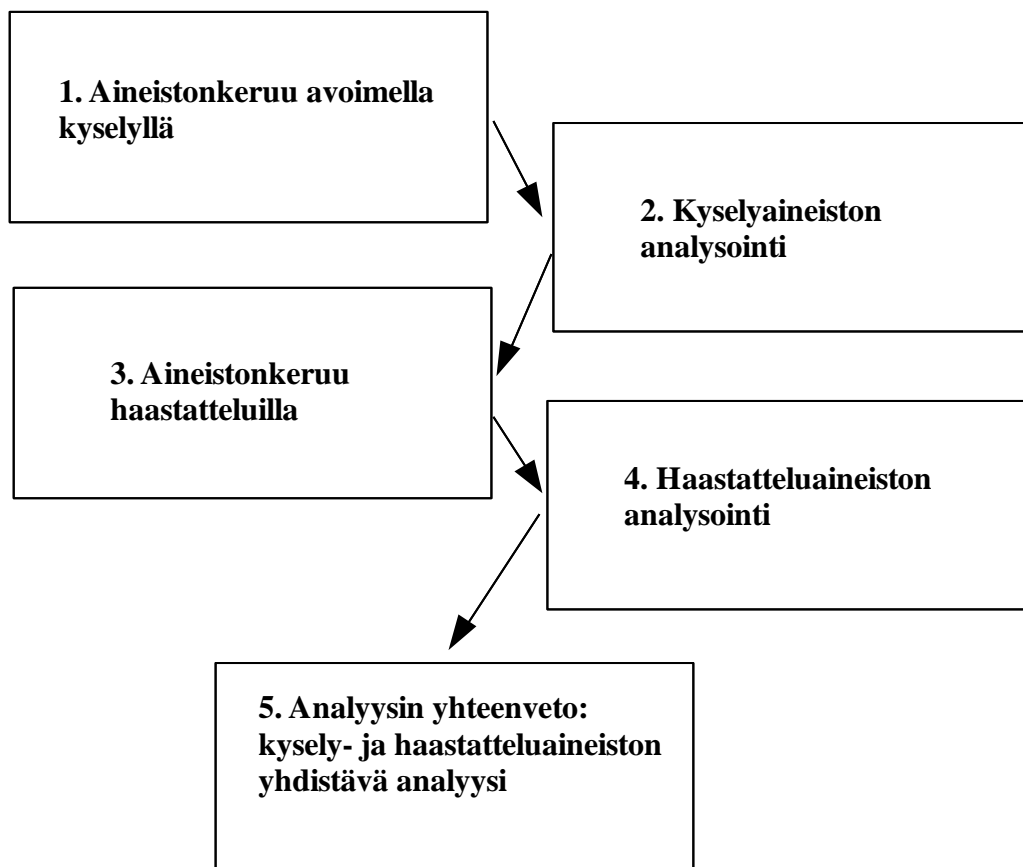 1. Aineistonkeruu avoimella
kyselyllä
2. Kyselyaineiston
analysointi
3. Aineistonkeruu
haastatteluilla
4. Haastatteluaineiston
analysointi
5. Analyysin yhteenveto:
kysely- ja haastatteluaineiston
yhdistävä analyysi